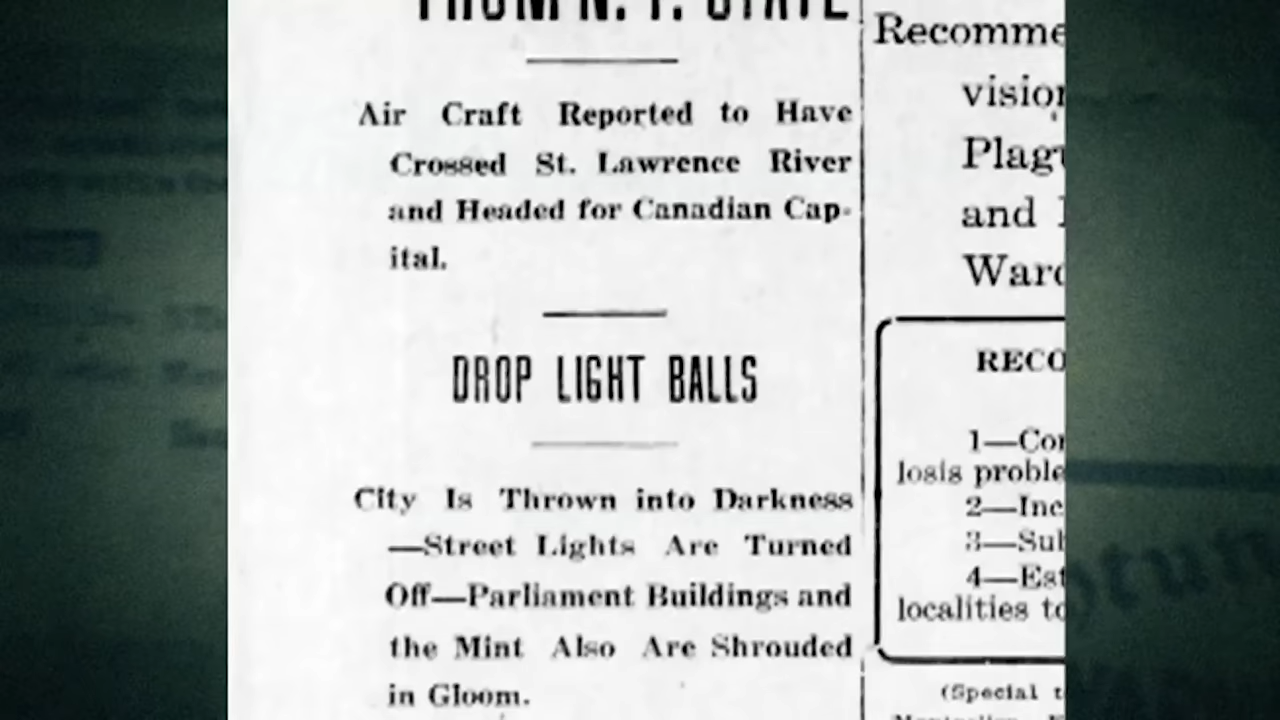 FROM N. Y. STATE
Air Craft Reported to Have
Crossed St. Lawrence River
and Headed for Canadian Cap-
ital.
DROP LIGHT BALLS
City Is Thrown into Darkness
—Street Lights Are Turned
Off—Parliament Buildings and
the Mint Also Are Shrouded
in Gloom.
Recomme
vision
Plagu
and
Ward
RECO
1—Con
losis proble
2—Inc
3—Sub
4—Est
localities to
(Special t